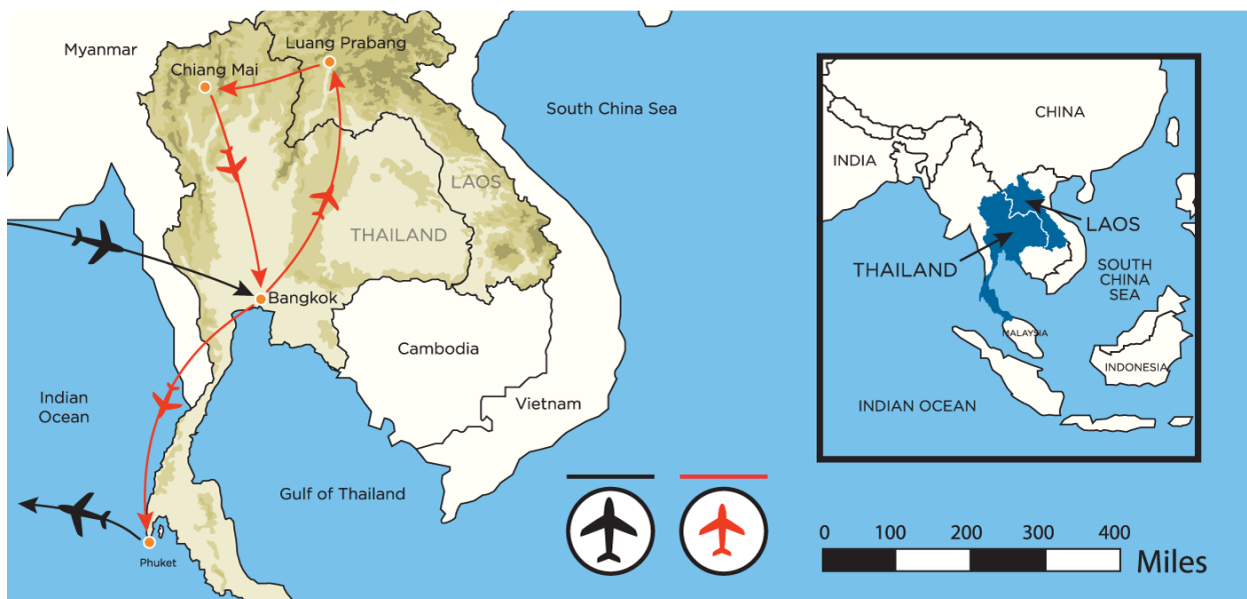 Myanmar
Luang Prabang
Chiang Mai
South China Sea
LAOS
THAILAND
Bangkok
Cambodia
Indian
Ocean
Vietnam
Gulf of Thailand
Phuket
CHINA
INDIA
LAOS
THAILAND
SOUTH
CHINA
SEA
MALAYSIA
INDONESIA
INDIAN OCEAN
0 100 200 300 400
Miles